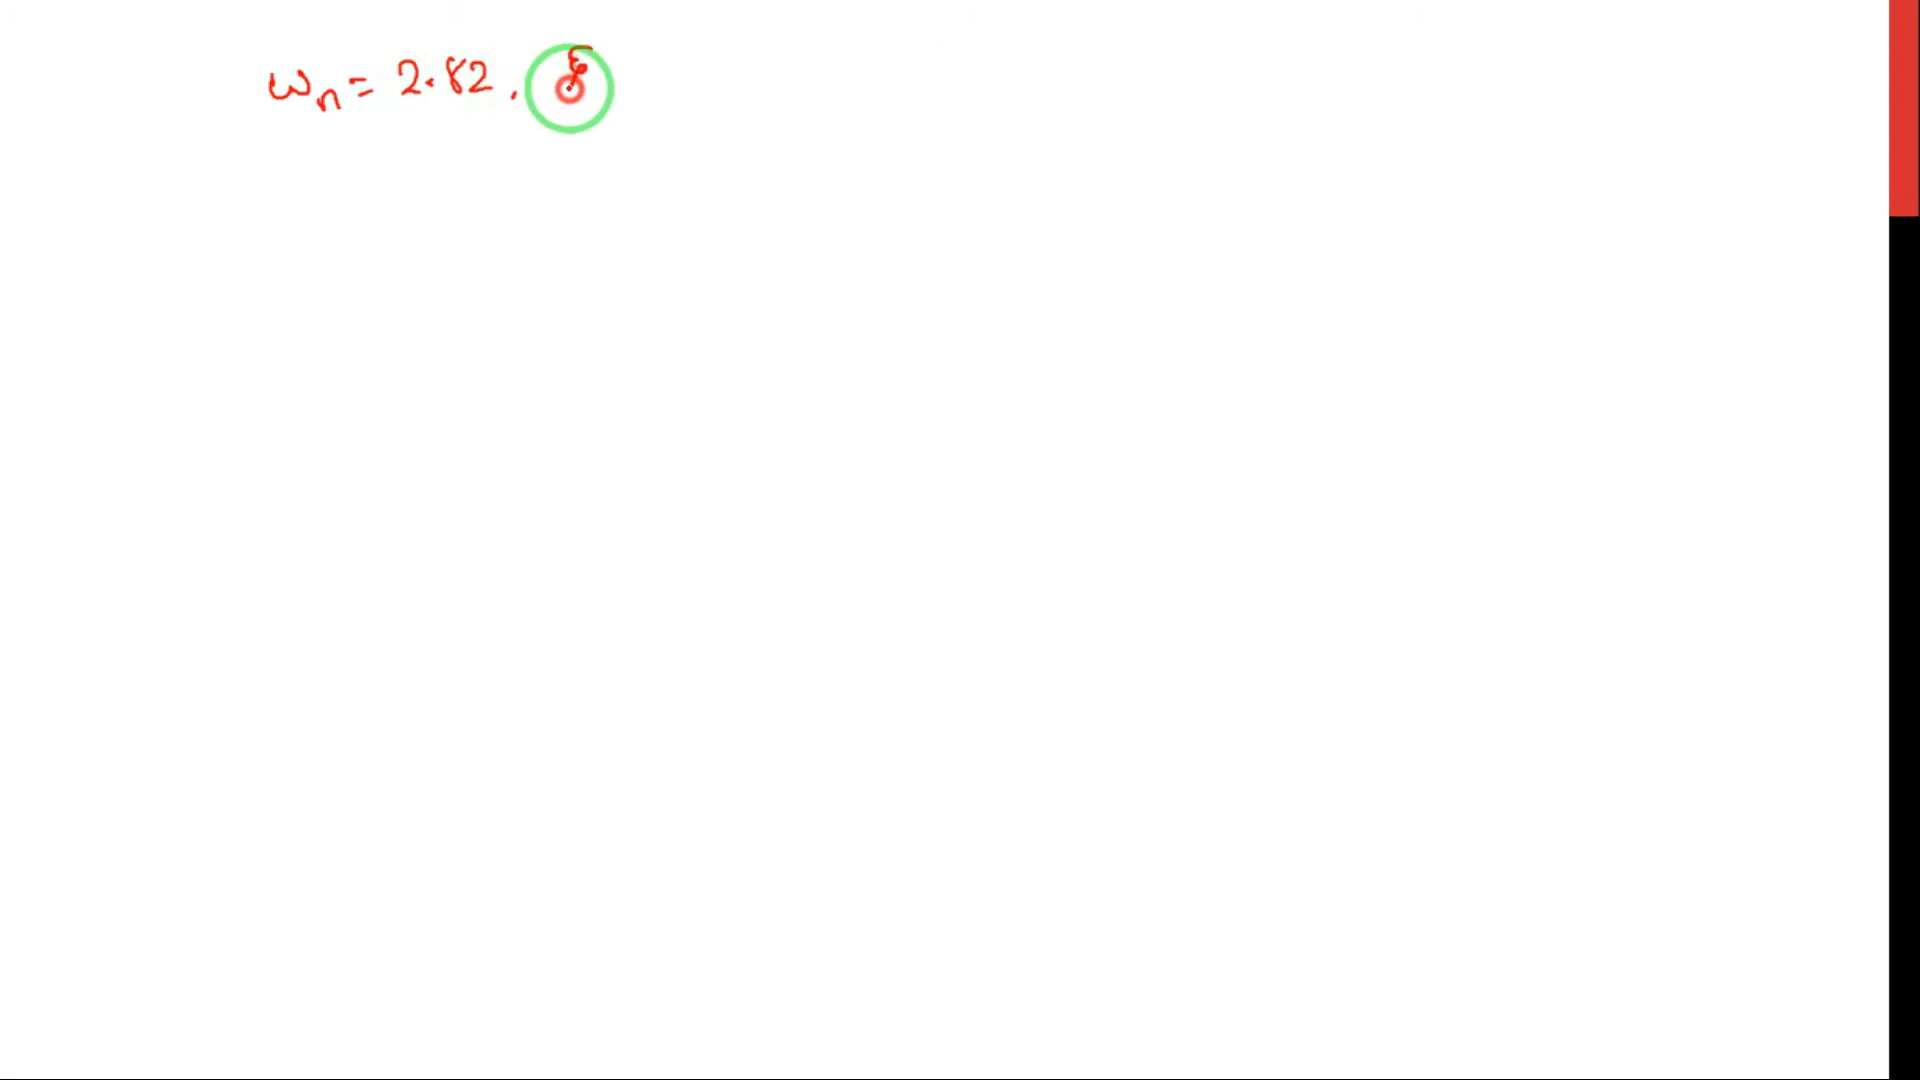 ωn = 2.82, ξ